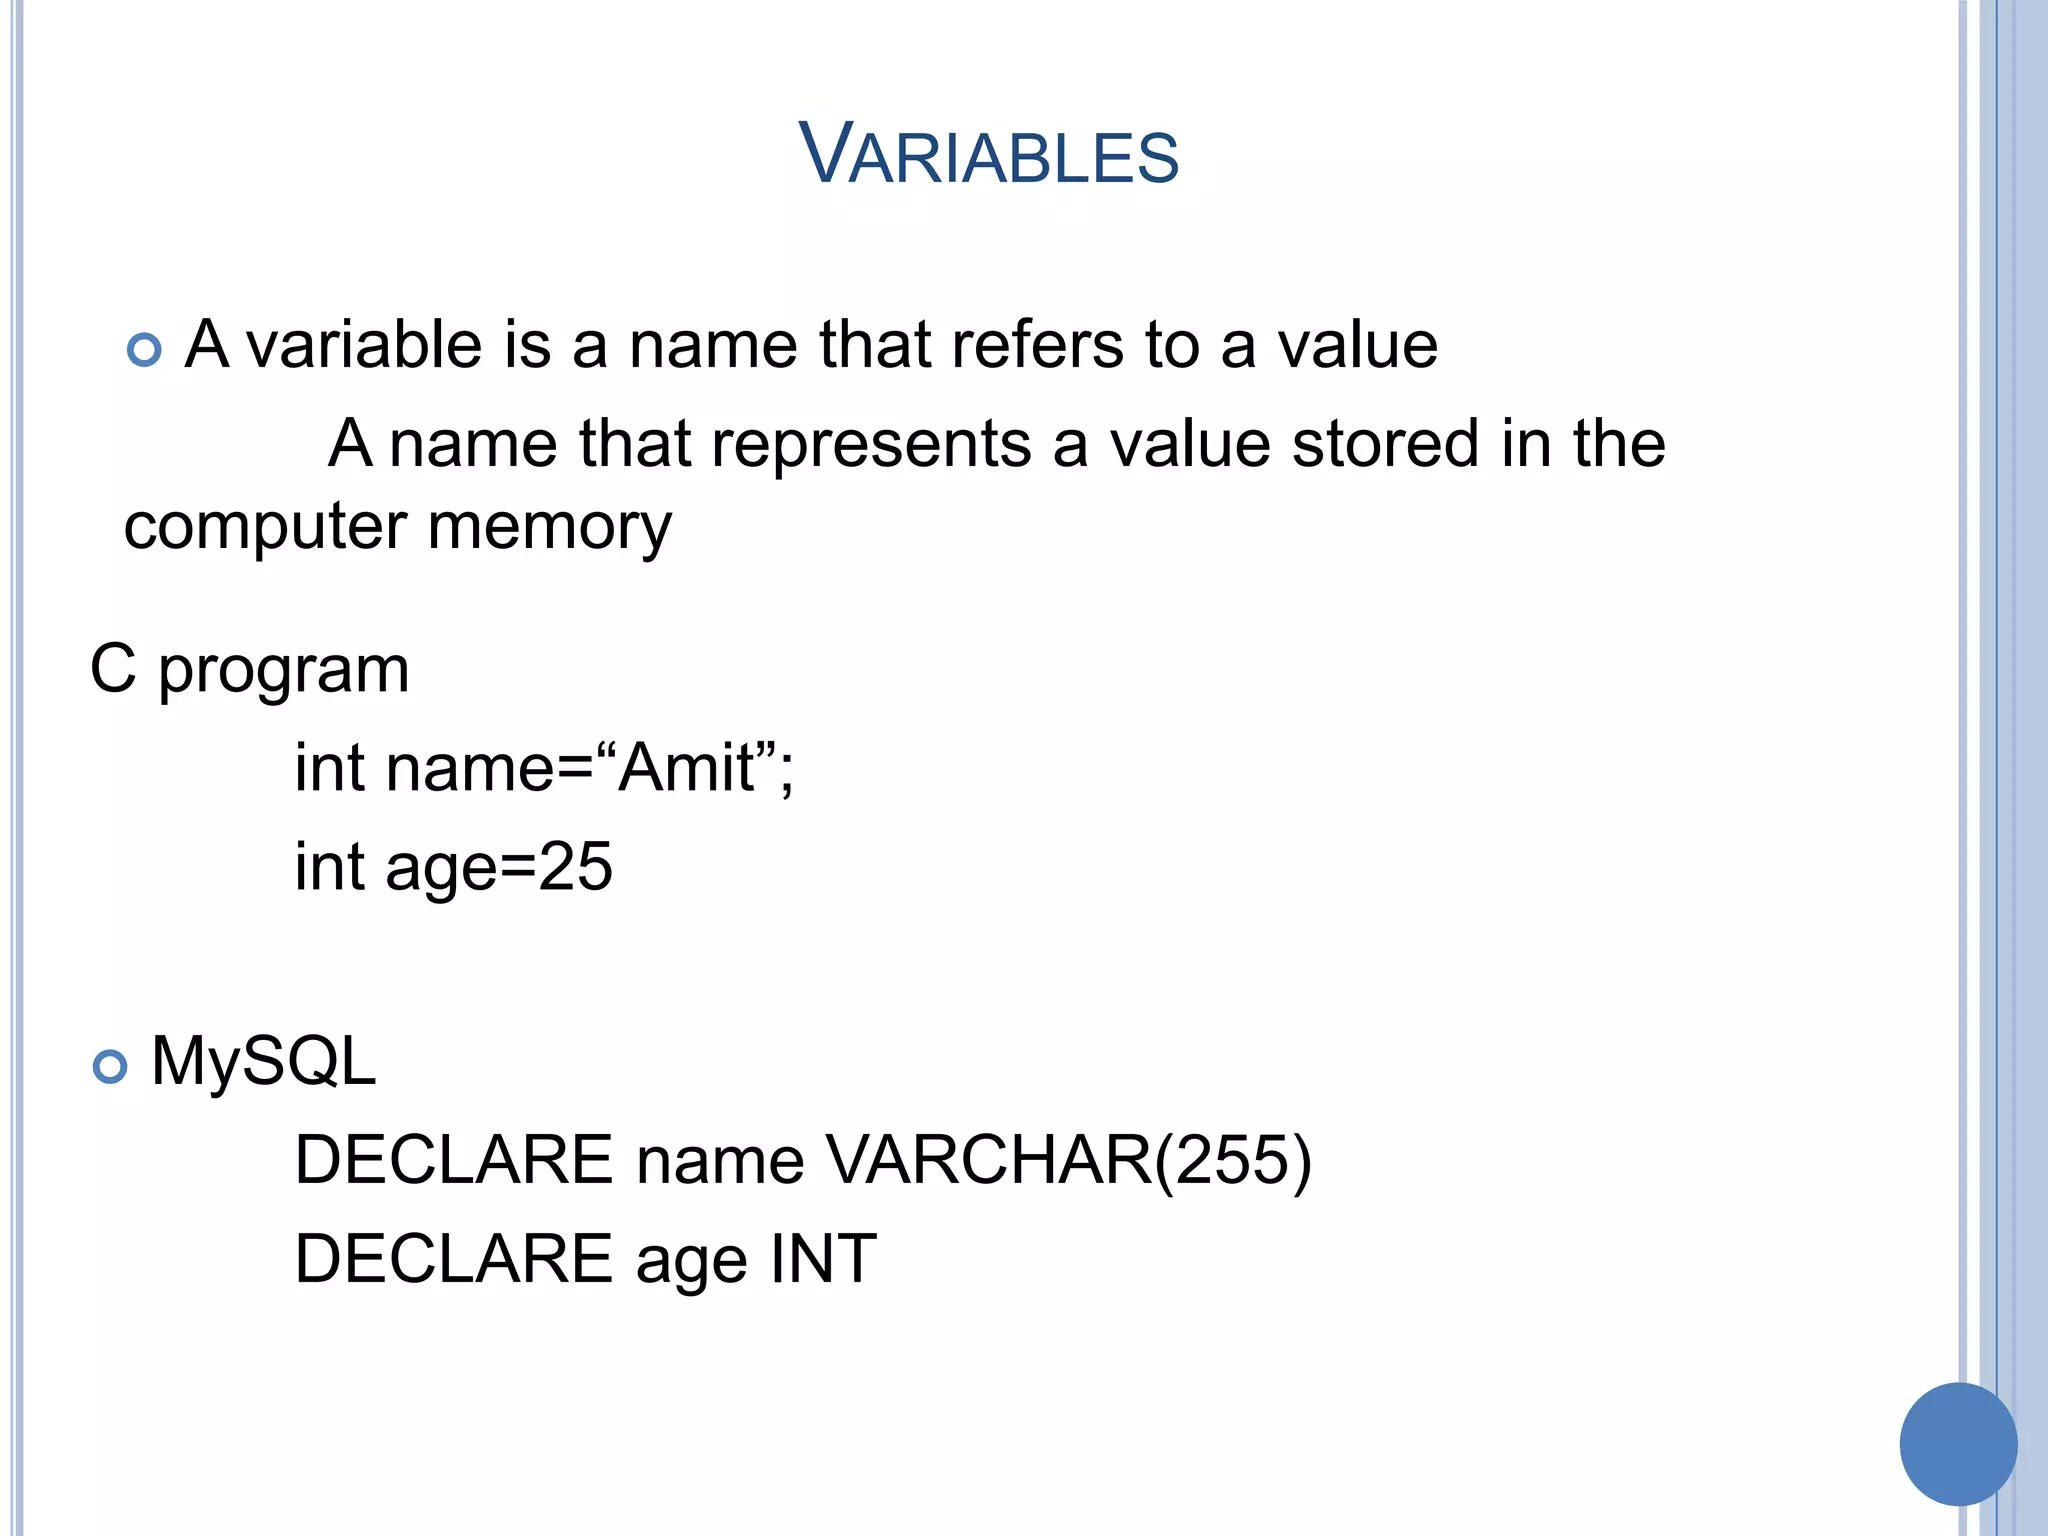 VARIABLES
A variable is a name that refers to a value
A name that represents a value stored in the
computer memory
C program
int name=“Amit”;
int age=25
MySQL
DECLARE name VARCHAR(255)
DECLARE age INT